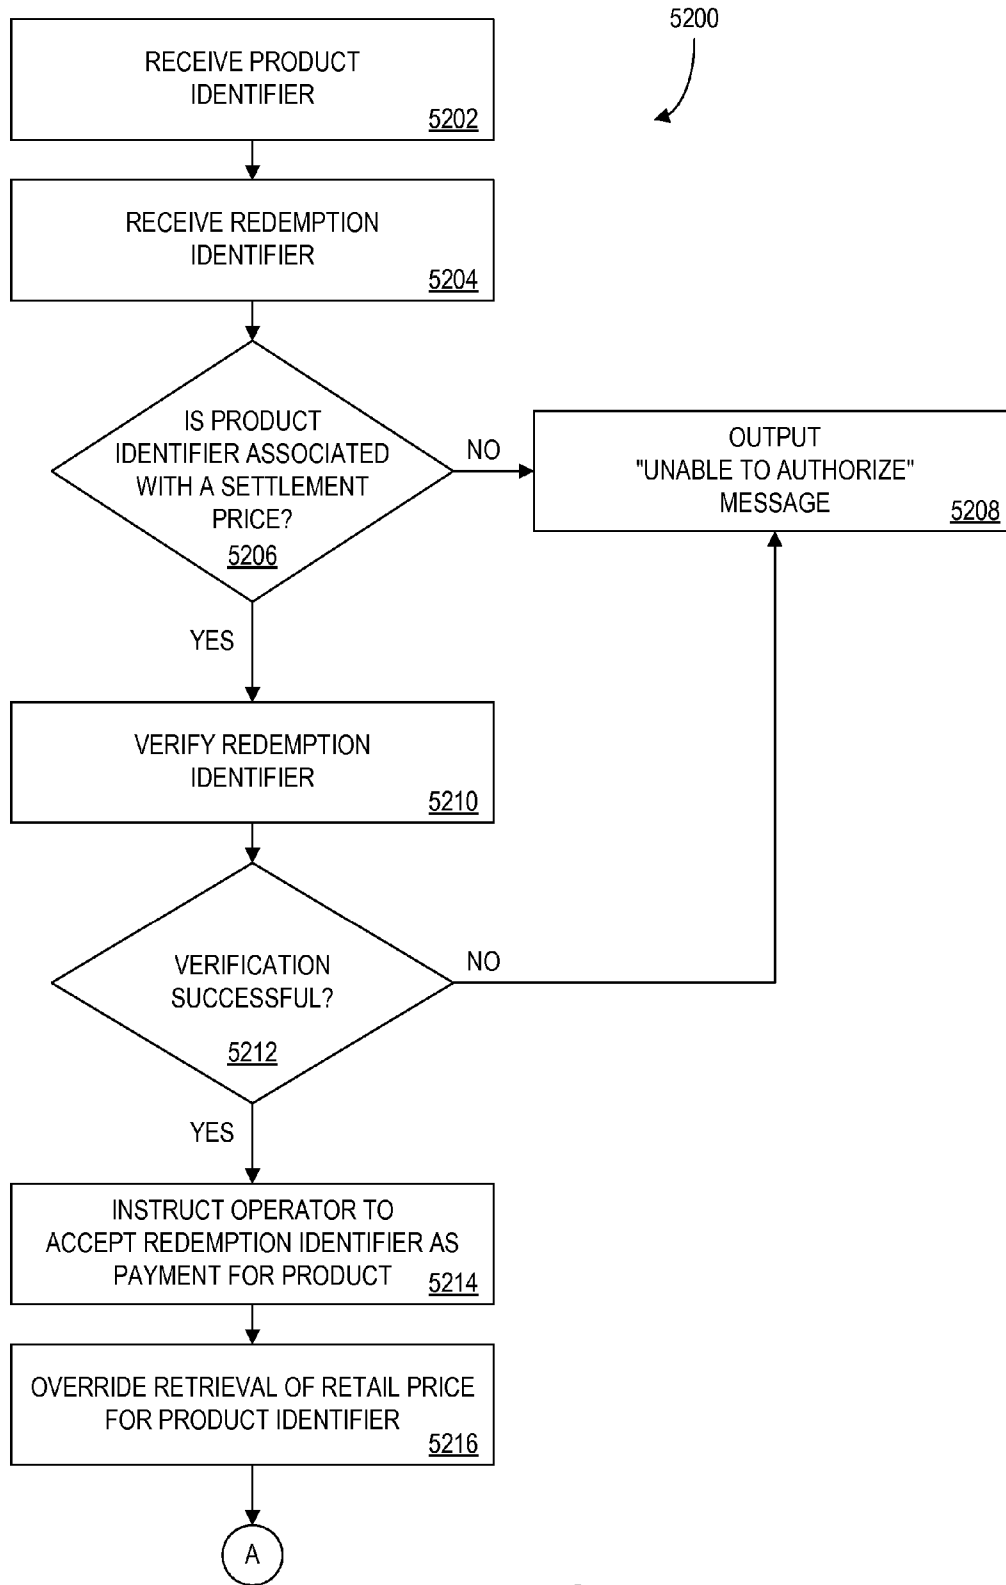 5200
RECEIVE PRODUCT
IDENTIFIER
5202
RECEIVE REDEMPTION
IDENTIFIER
5204
IS PRODUCT
IDENTIFIER ASSOCIATED
WITH A SETTLEMENT
PRICE?
5206
NO
OUTPUT
"UNABLE TO AUTHORIZE"
MESSAGE
5208
YES
VERIFY REDEMPTION
IDENTIFIER
5210
VERIFICATION
SUCCESSFUL?
5212
NO
YES
INSTRUCT OPERATOR TO
ACCEPT REDEMPTION IDENTIFIER AS
PAYMENT FOR PRODUCT
5214
OVERRIDE RETRIEVAL OF RETAIL PRICE
FOR PRODUCT IDENTIFIER
5216
A